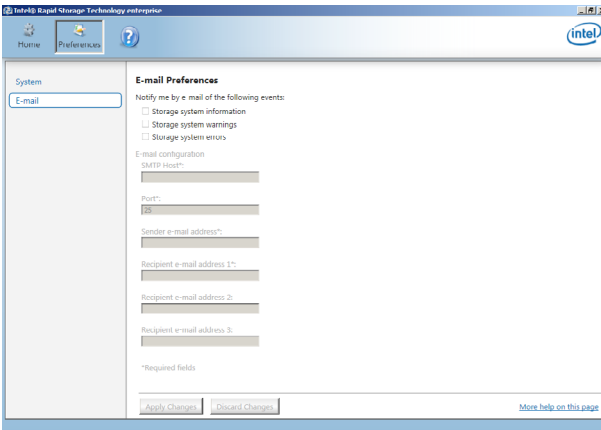 Intel® Rapid Storage Technology enterprise
Home
Preferences
?
intel
System
E-mail
E-mail Preferences
Notify me by e-mail of the following events:
Storage system information
Storage system warnings
Storage system errors
E-mail configuration
SMTP Host*:
Port*:
25
Sender e-mail address*:
Recipient e-mail address 1*:
Recipient e-mail address 2:
Recipient e-mail address 3:
*Required fields
Apply Changes
Discard Changes
More help on this page